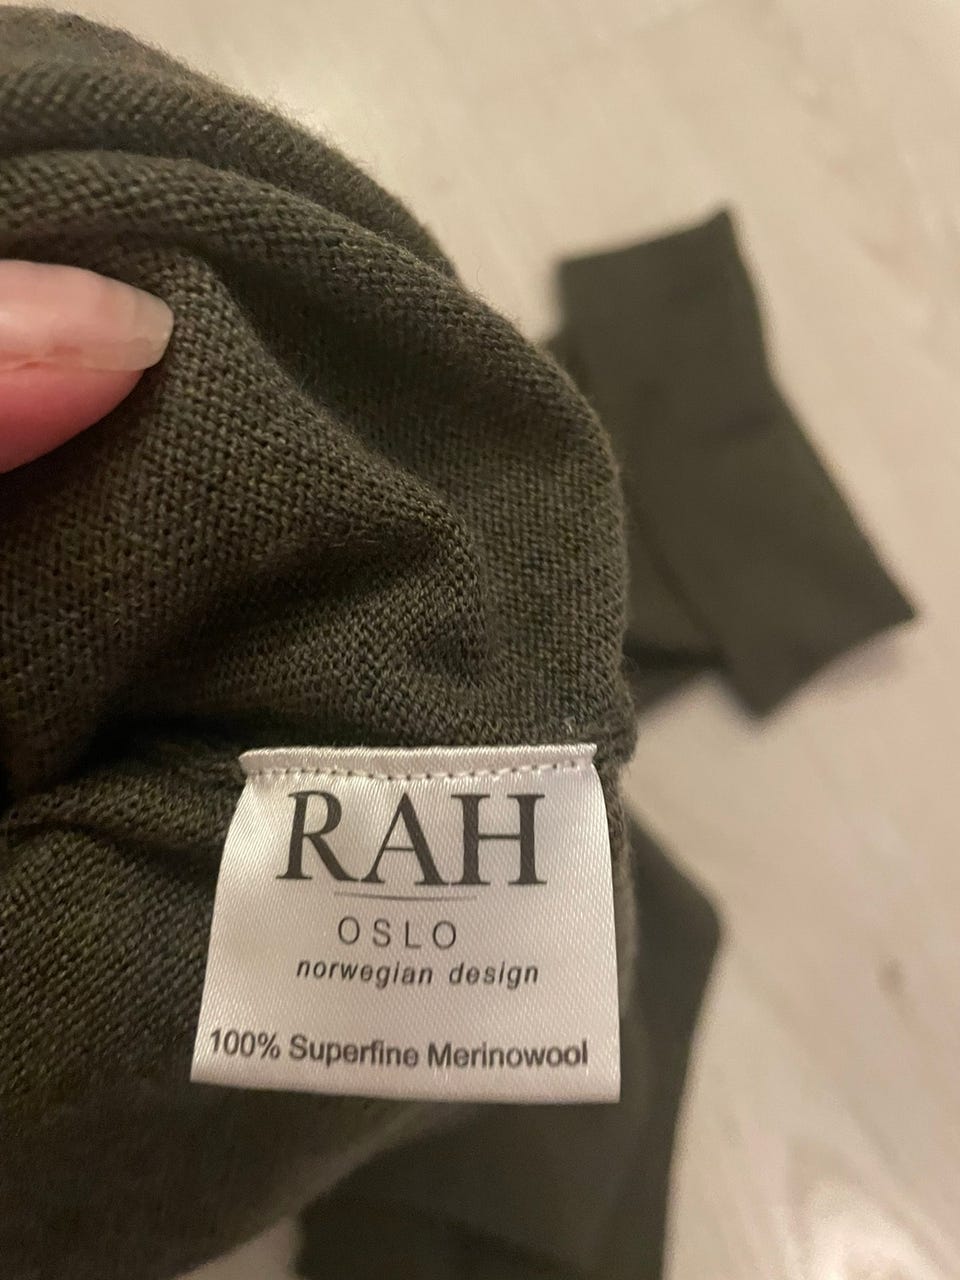 RAH
OSLO
norwegian design
100% Superfine Merinowool